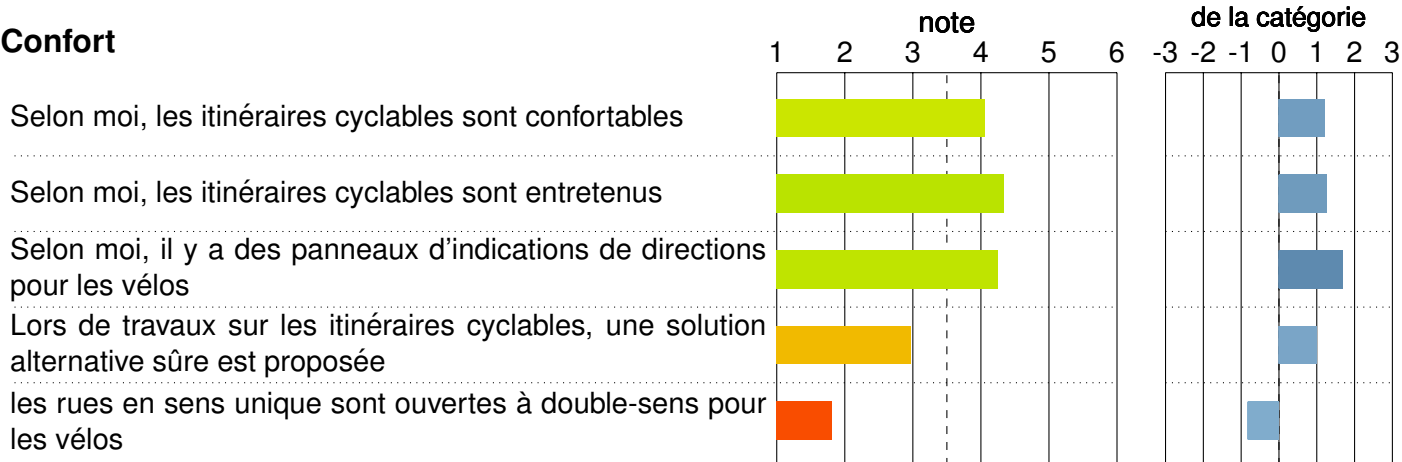 note
de la catégorie
Confort
1 2 3 4 5 6
-3 -2 -1 0 1 2 3
Selon moi, les itinéraires cyclables sont confortables
Selon moi, les itinéraires cyclables sont entretenus
Selon moi, il y a des panneaux d'indications de directions
pour les vélos
Lors de travaux sur les itinéraires cyclables, une solution
alternative sûre est proposée
les rues en sens unique sont ouvertes à double-sens pour
les vélos